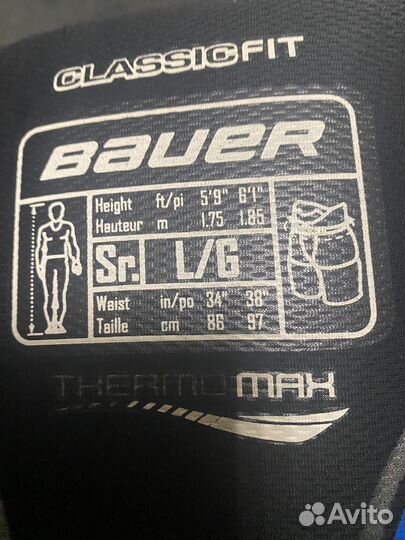 CLASSICFIT
BAUER
Height ft/pi 5'9" 6'1"
Hauteur m 1.75 1.85
Sr. L/G
Waist in/po 34" 38"
Taille cm 86 97
THERMOMAX
Avito